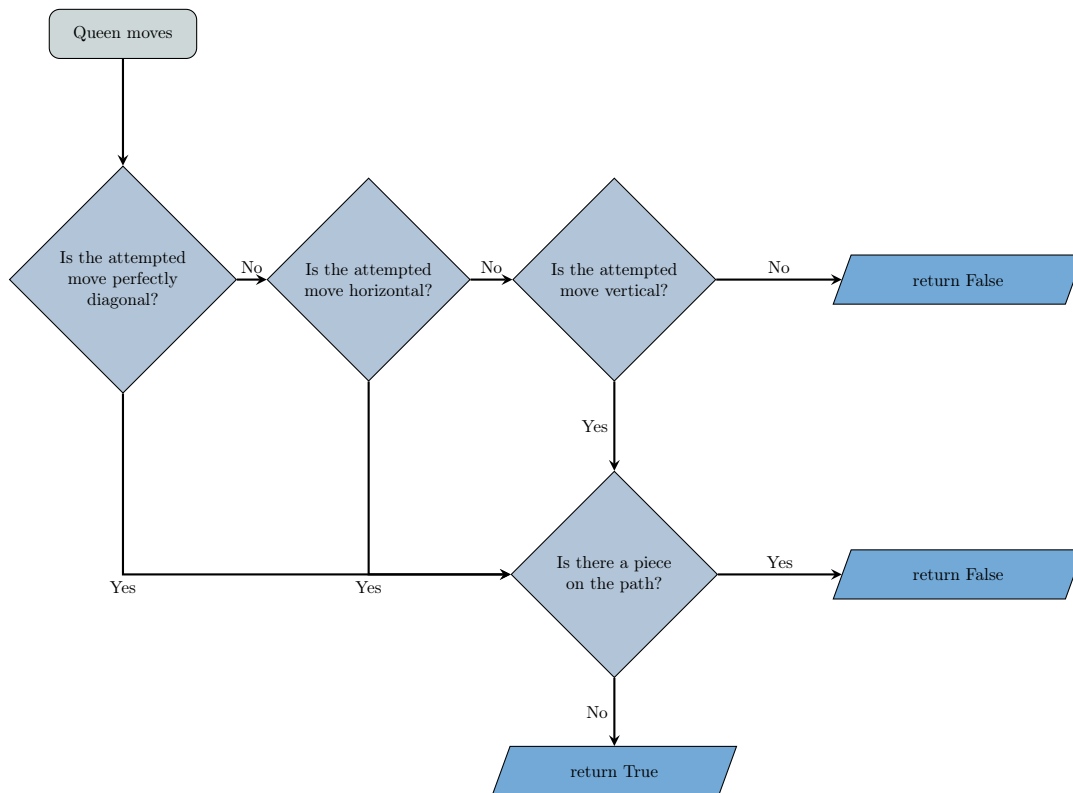 Queen moves
Is the attempted
move perfectly
diagonal?
No
Is the attempted
move horizontal?
No
Is the attempted
move vertical?
No
return False
Yes
Yes
Yes
Is there a piece
on the path?
Yes
return False
No
return True